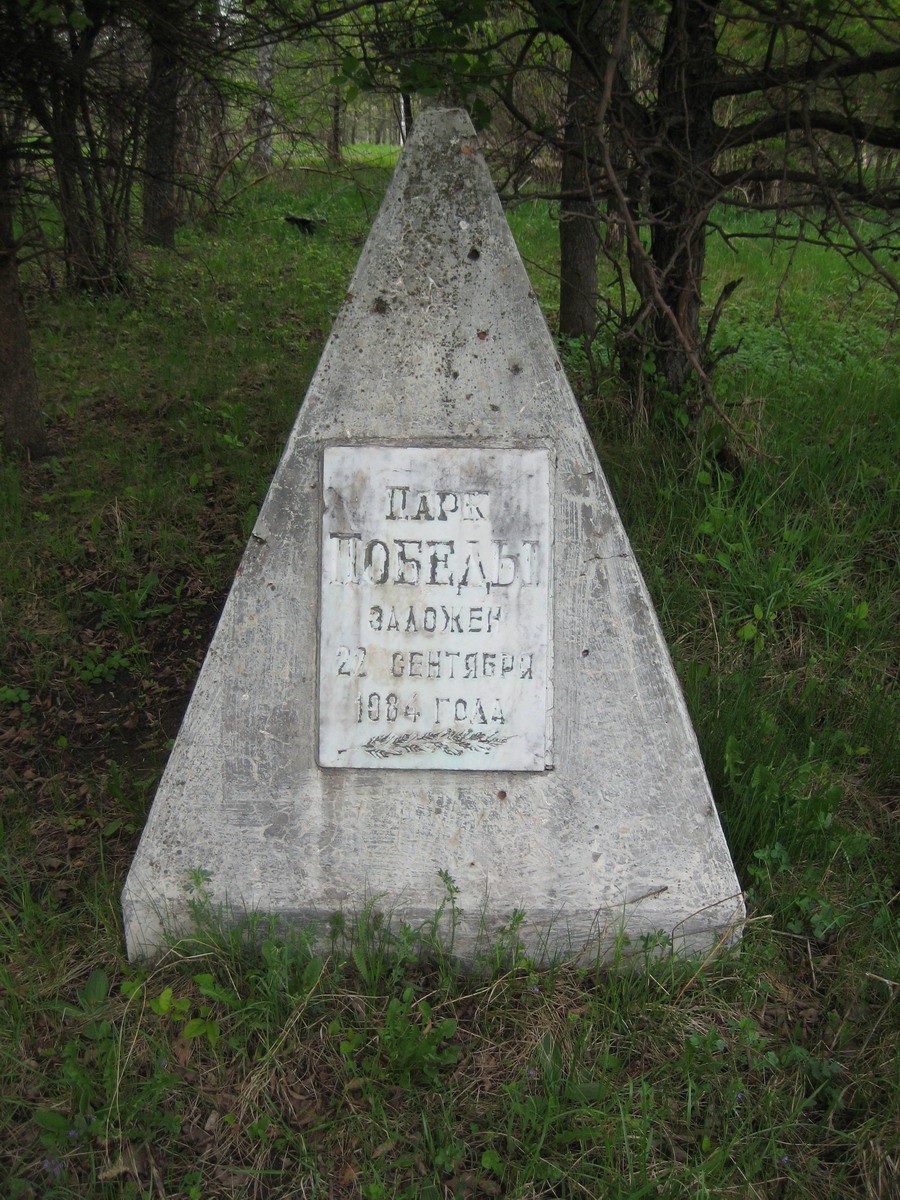 Парк
Победы
заложен
22 сентября
1984 года